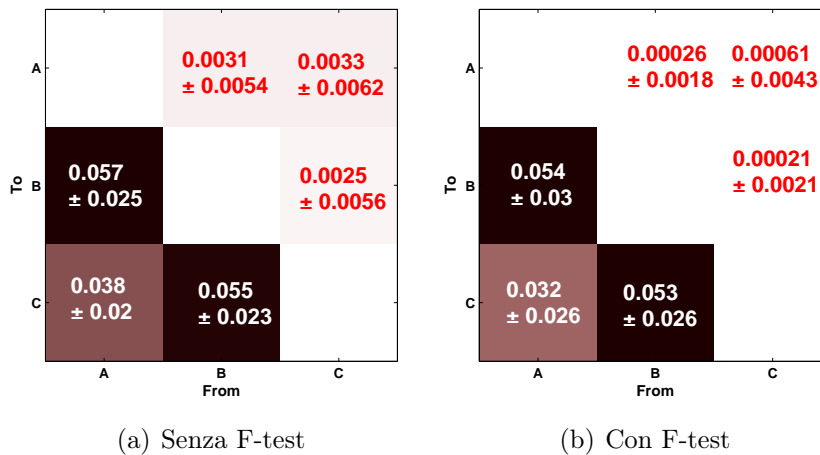 A
0.0031
± 0.0054
0.0033
± 0.0062
To
B
0.057
± 0.025
0.0025
± 0.0056
C
0.038
± 0.02
0.055
± 0.023
A
B
C
From
(a) Senza F-test
A
0.00026
± 0.0018
0.00061
± 0.0043
To
B
0.054
± 0.03
0.00021
± 0.0021
C
0.032
± 0.026
0.053
± 0.026
A
B
C
From
(b) Con F-test